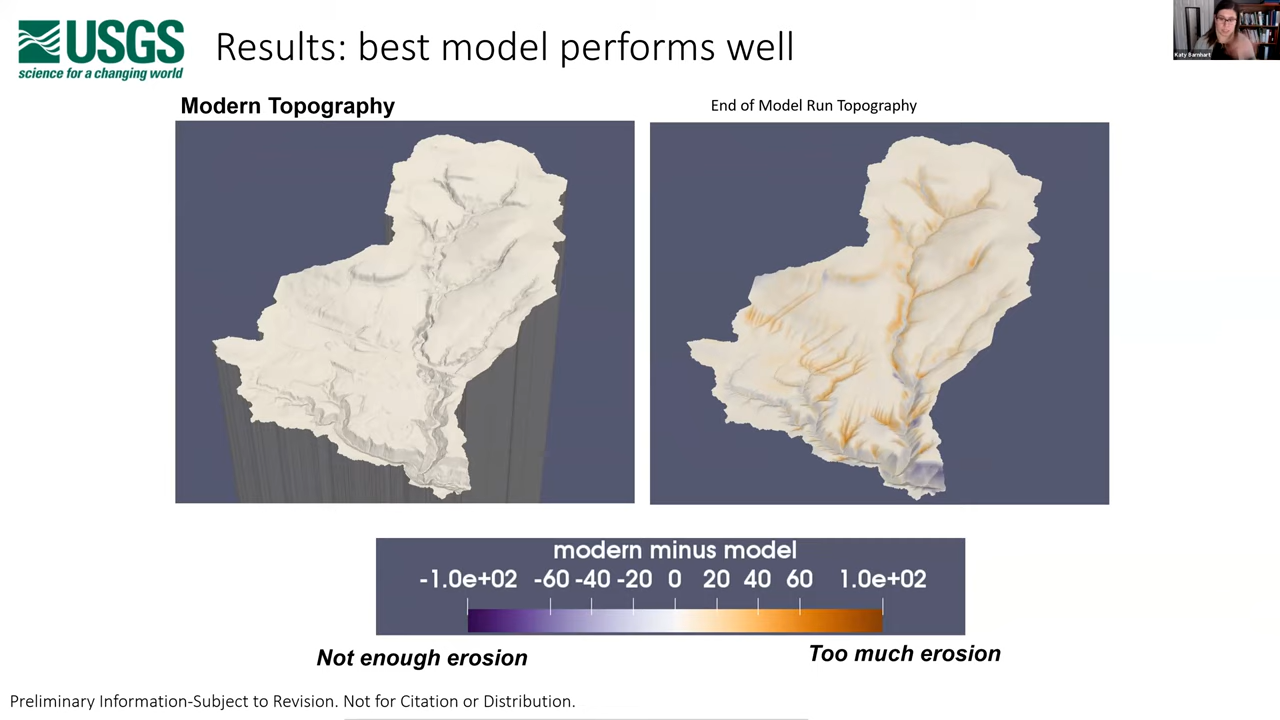 USGS
science for a changing world
Results: best model performs well
Katy Barnhart
Modern Topography
End of Model Run Topography
modern minus model
-1.0e+02 -60 -40 -20 0 20 40 60 1.0e+02
Not enough erosion
Too much erosion
Preliminary Information-Subject to Revision. Not for Citation or Distribution.